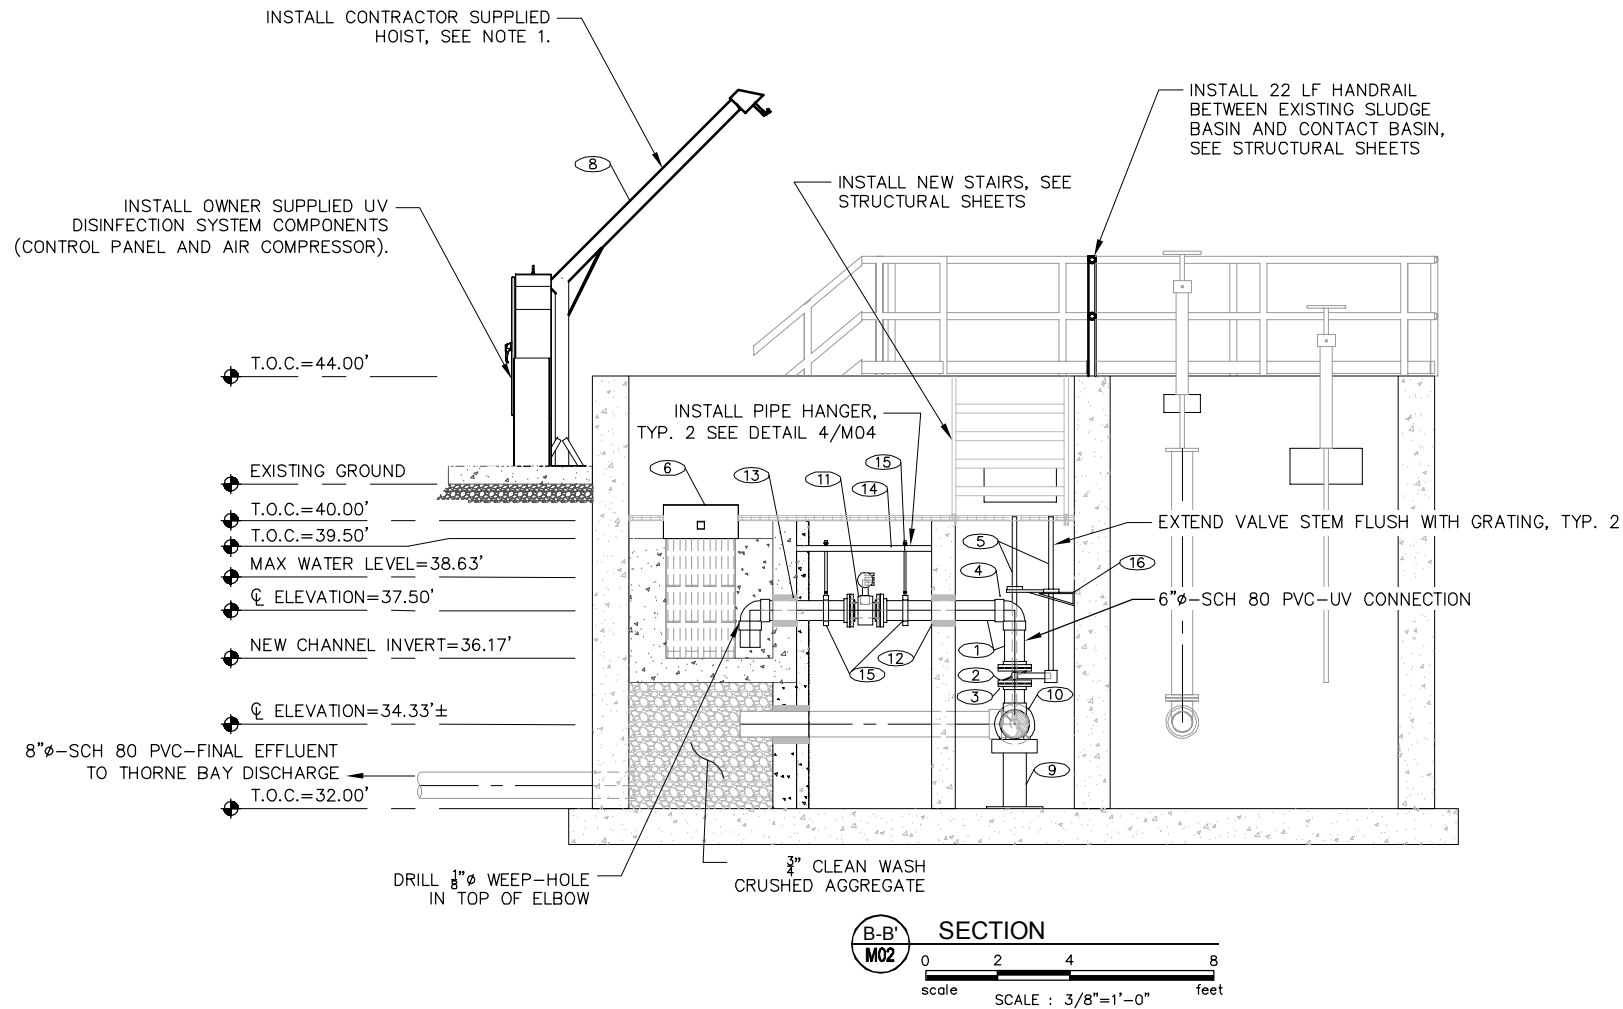 INSTALL CONTRACTOR SUPPLIED
HOIST, SEE NOTE 1.
INSTALL 22 LF HANDRAIL
BETWEEN EXISTING SLUDGE
BASIN AND CONTACT BASIN,
SEE STRUCTURAL SHEETS
8
INSTALL NEW STAIRS, SEE
STRUCTURAL SHEETS
INSTALL OWNER SUPPLIED UV
DISINFECTION SYSTEM COMPONENTS
(CONTROL PANEL AND AIR COMPRESSOR).
T.O.C.=44.00'
INSTALL PIPE HANGER,
TYP. 2 SEE DETAIL 4/M04
EXISTING GROUND
6
13
11
15
14
T.O.C.=40.00'
T.O.C.=39.50'
EXTEND VALVE STEM FLUSH WITH GRATING, TYP. 2
5
MAX WATER LEVEL=38.63'
4
16
℄ ELEVATION=37.50'
6"ø-SCH 80 PVC-UV CONNECTION
NEW CHANNEL INVERT=36.17'
1
12
15
2
3
10
℄ ELEVATION=34.33'±
8"ø-SCH 80 PVC-FINAL EFFLUENT
TO THORNE BAY DISCHARGE
9
T.O.C.=32.00'
DRILL 1/8"ø WEEP-HOLE
IN TOP OF ELBOW
3/4" CLEAN WASH
CRUSHED AGGREGATE
B-B'
M02
SECTION
0 2 4 8
scale feet
SCALE : 3/8"=1'-0"